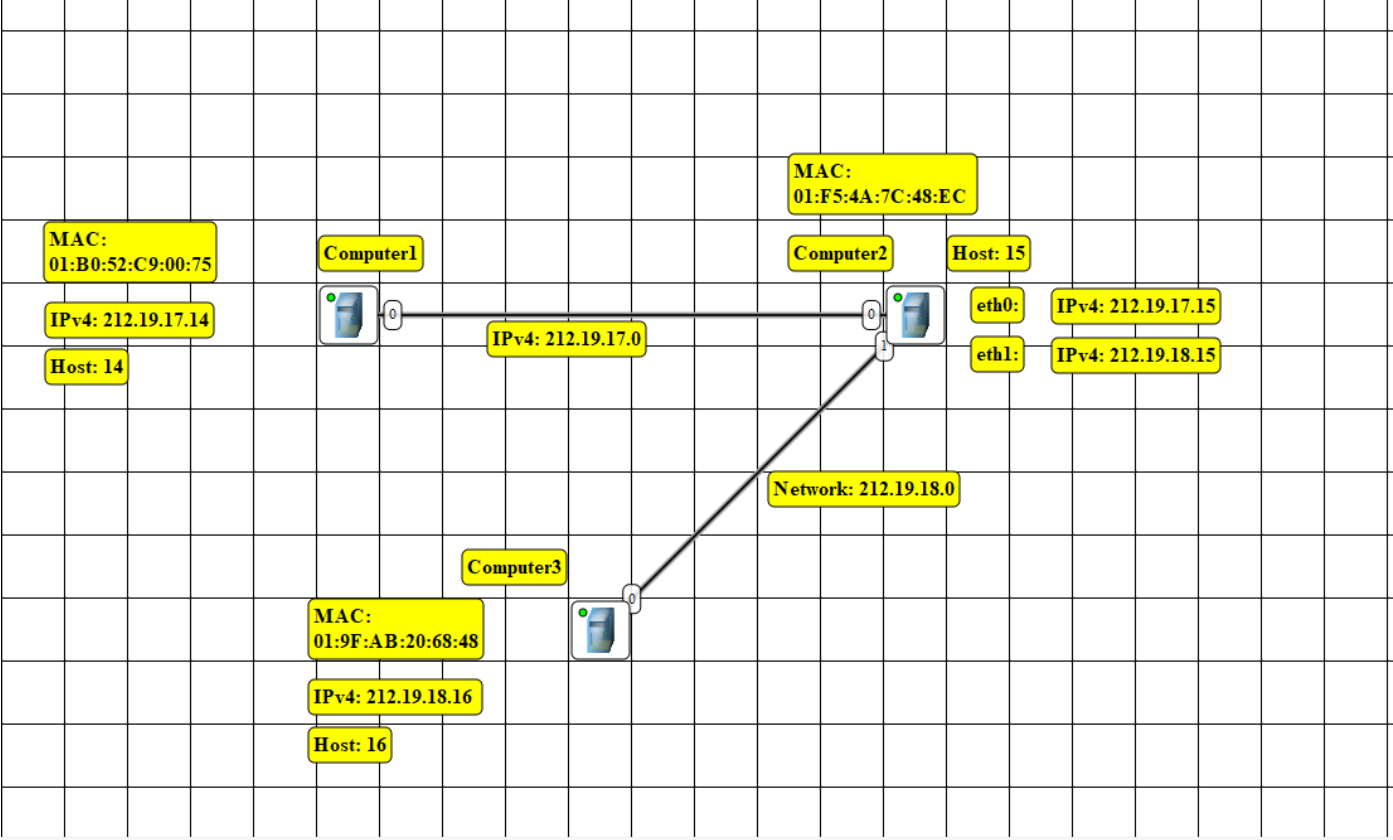 MAC:
01:F5:4A:7C:48:EC
MAC:
01:B0:52:C9:00:75
Computer1
Computer2
Host: 15
IPv4: 212.19.17.14
0
0
eth0:
IPv4: 212.19.17.15
IPv4: 212.19.17.0
1
eth1:
IPv4: 212.19.18.15
Host: 14
Network: 212.19.18.0
Computer3
0
MAC:
01:9F:AB:20:68:48
IPv4: 212.19.18.16
Host: 16